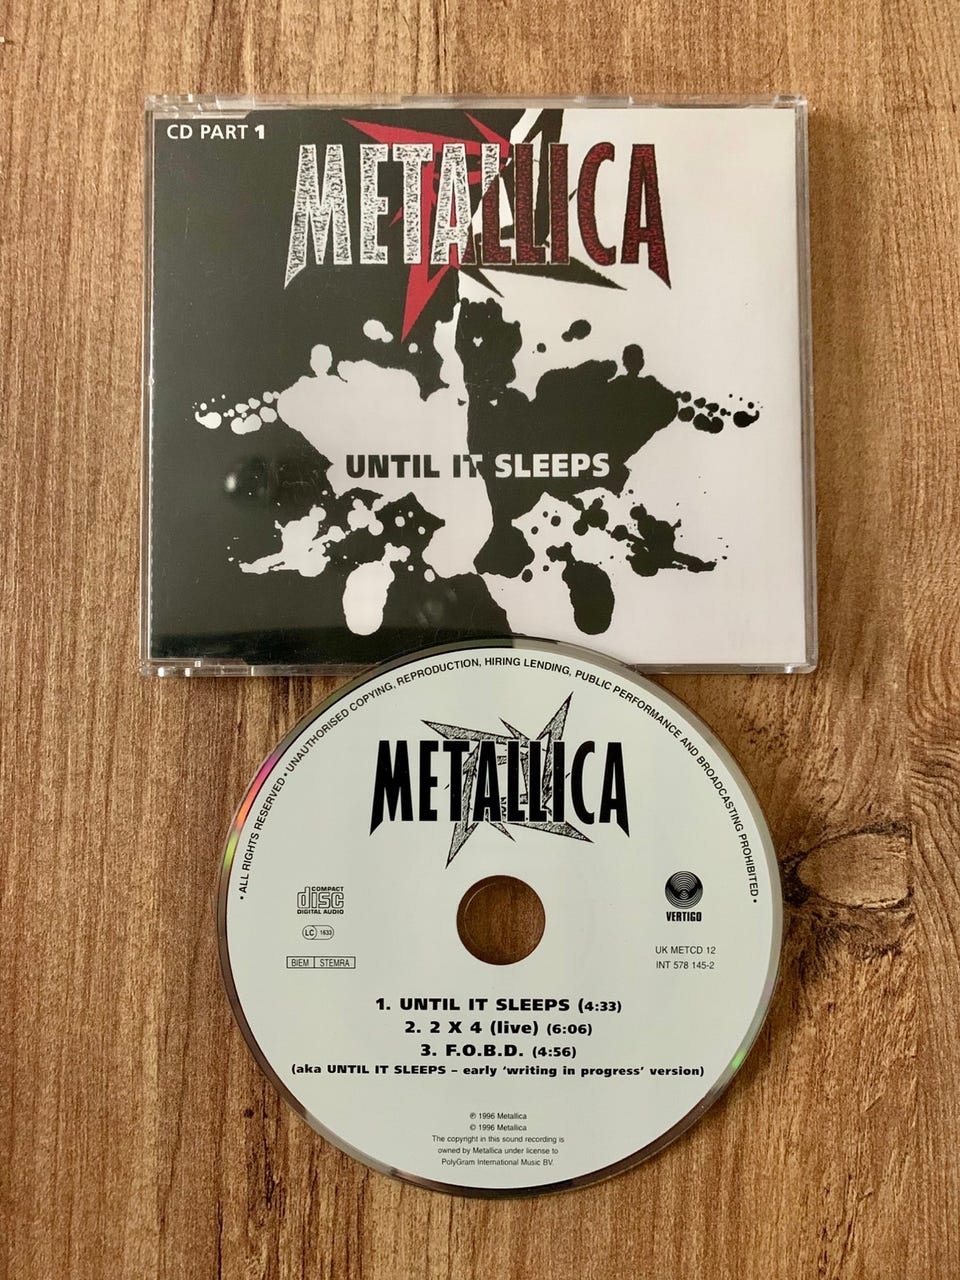 CD PART 1
METALLICA
UNTIL IT SLEEPS
• ALL RIGHTS RESERVED • UNAUTHORISED COPYING, REPRODUCTION, HIRING LENDING, PUBLIC PERFORMANCE AND BROADCASTING PROHIBITED •
METALLICA
COMPACT
disc
DIGITAL AUDIO
LC 1633
BIEM STEMRA
VERTIGO
UK METCD 12
INT 578 145-2
1. UNTIL IT SLEEPS (4:33)
2. 2 X 4 (live) (6:06)
3. F.O.B.D. (4:56)
(aka UNTIL IT SLEEPS – early ‘writing in progress’ version)
℗ 1996 Metallica
© 1996 Metallica
The copyright in this sound recording is
owned by Metallica under license to
PolyGram International Music BV.